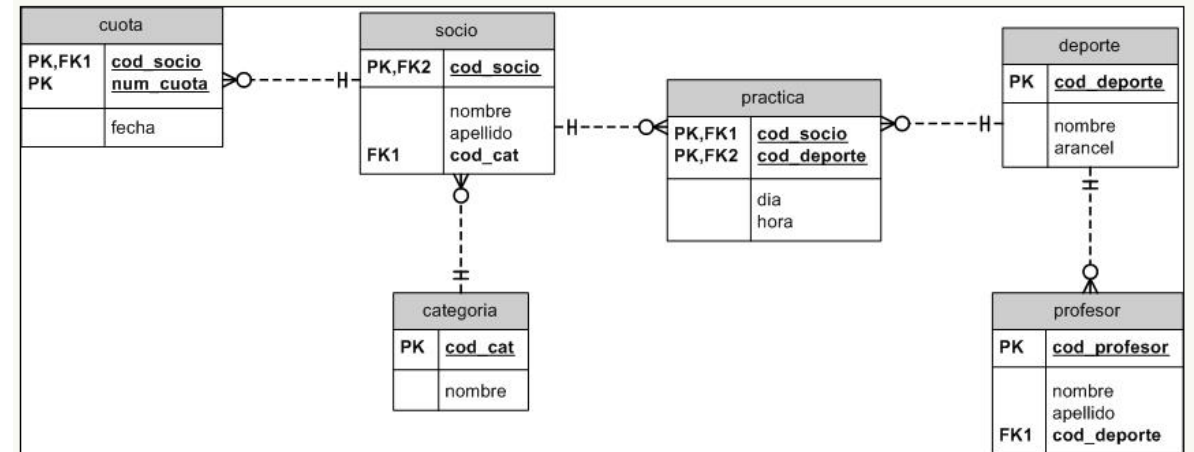 cuota
PK,FK1 cod_socio
PK num_cuota
fecha
socio
PK,FK2 cod_socio
nombre
apellido
FK1 cod_cat
practica
PK,FK1 cod_socio
PK,FK2 cod_deporte
dia
hora
deporte
PK cod_deporte
nombre
arancel
categoria
PK cod_cat
nombre
profesor
PK cod_profesor
nombre
apellido
FK1 cod_deporte